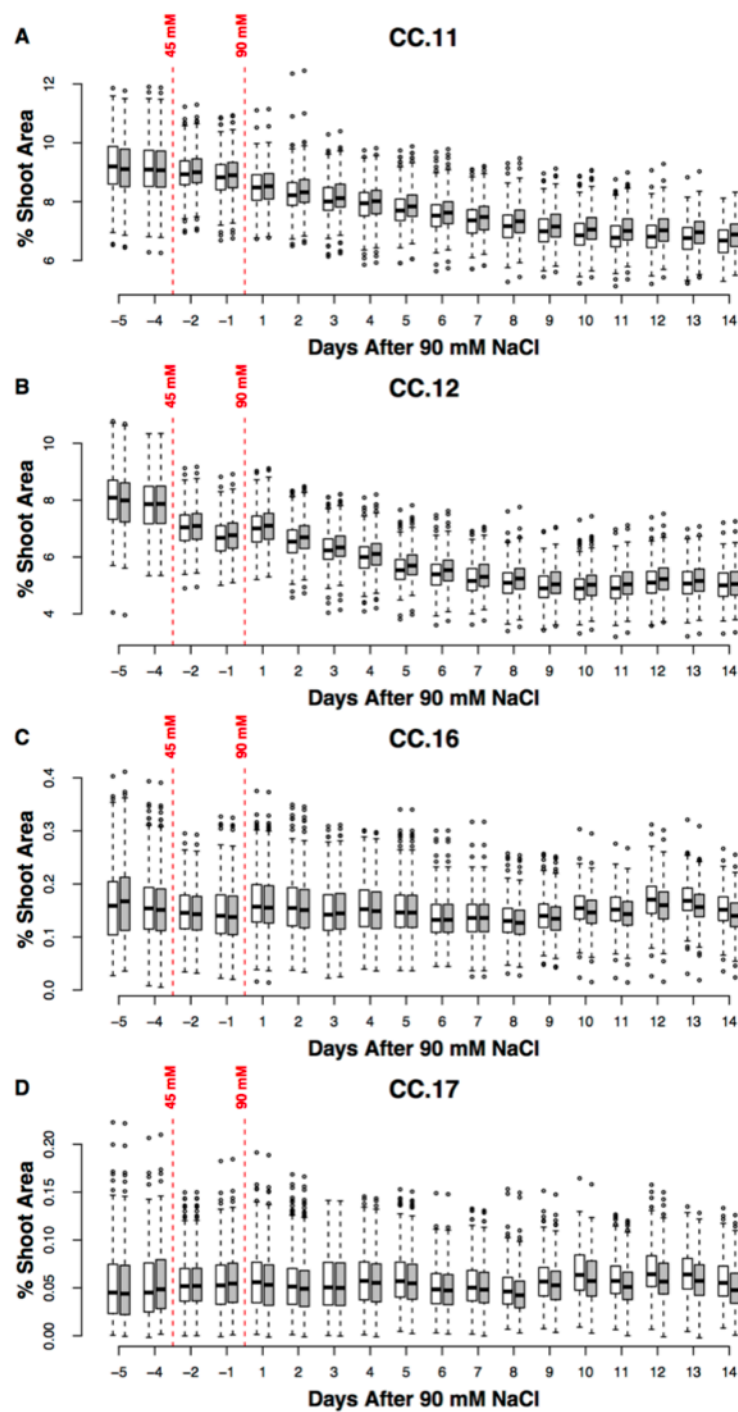 A
45 mM
90 mM
CC.11
% Shoot Area
12
10
8
6
-5 -4 -2 -1 1 2 3 4 5 6 7 8 9 10 11 12 13 14
Days After 90 mM NaCl
B
45 mM
90 mM
CC.12
% Shoot Area
10
8
6
4
-5 -4 -2 -1 1 2 3 4 5 6 7 8 9 10 11 12 13 14
Days After 90 mM NaCl
C
45 mM
90 mM
CC.16
% Shoot Area
0.4
0.3
0.2
0.1
0.0
-5 -4 -2 -1 1 2 3 4 5 6 7 8 9 10 11 12 13 14
Days After 90 mM NaCl
D
45 mM
90 mM
CC.17
% Shoot Area
0.20
0.15
0.10
0.05
0.00
-5 -4 -2 -1 1 2 3 4 5 6 7 8 9 10 11 12 13 14
Days After 90 mM NaCl